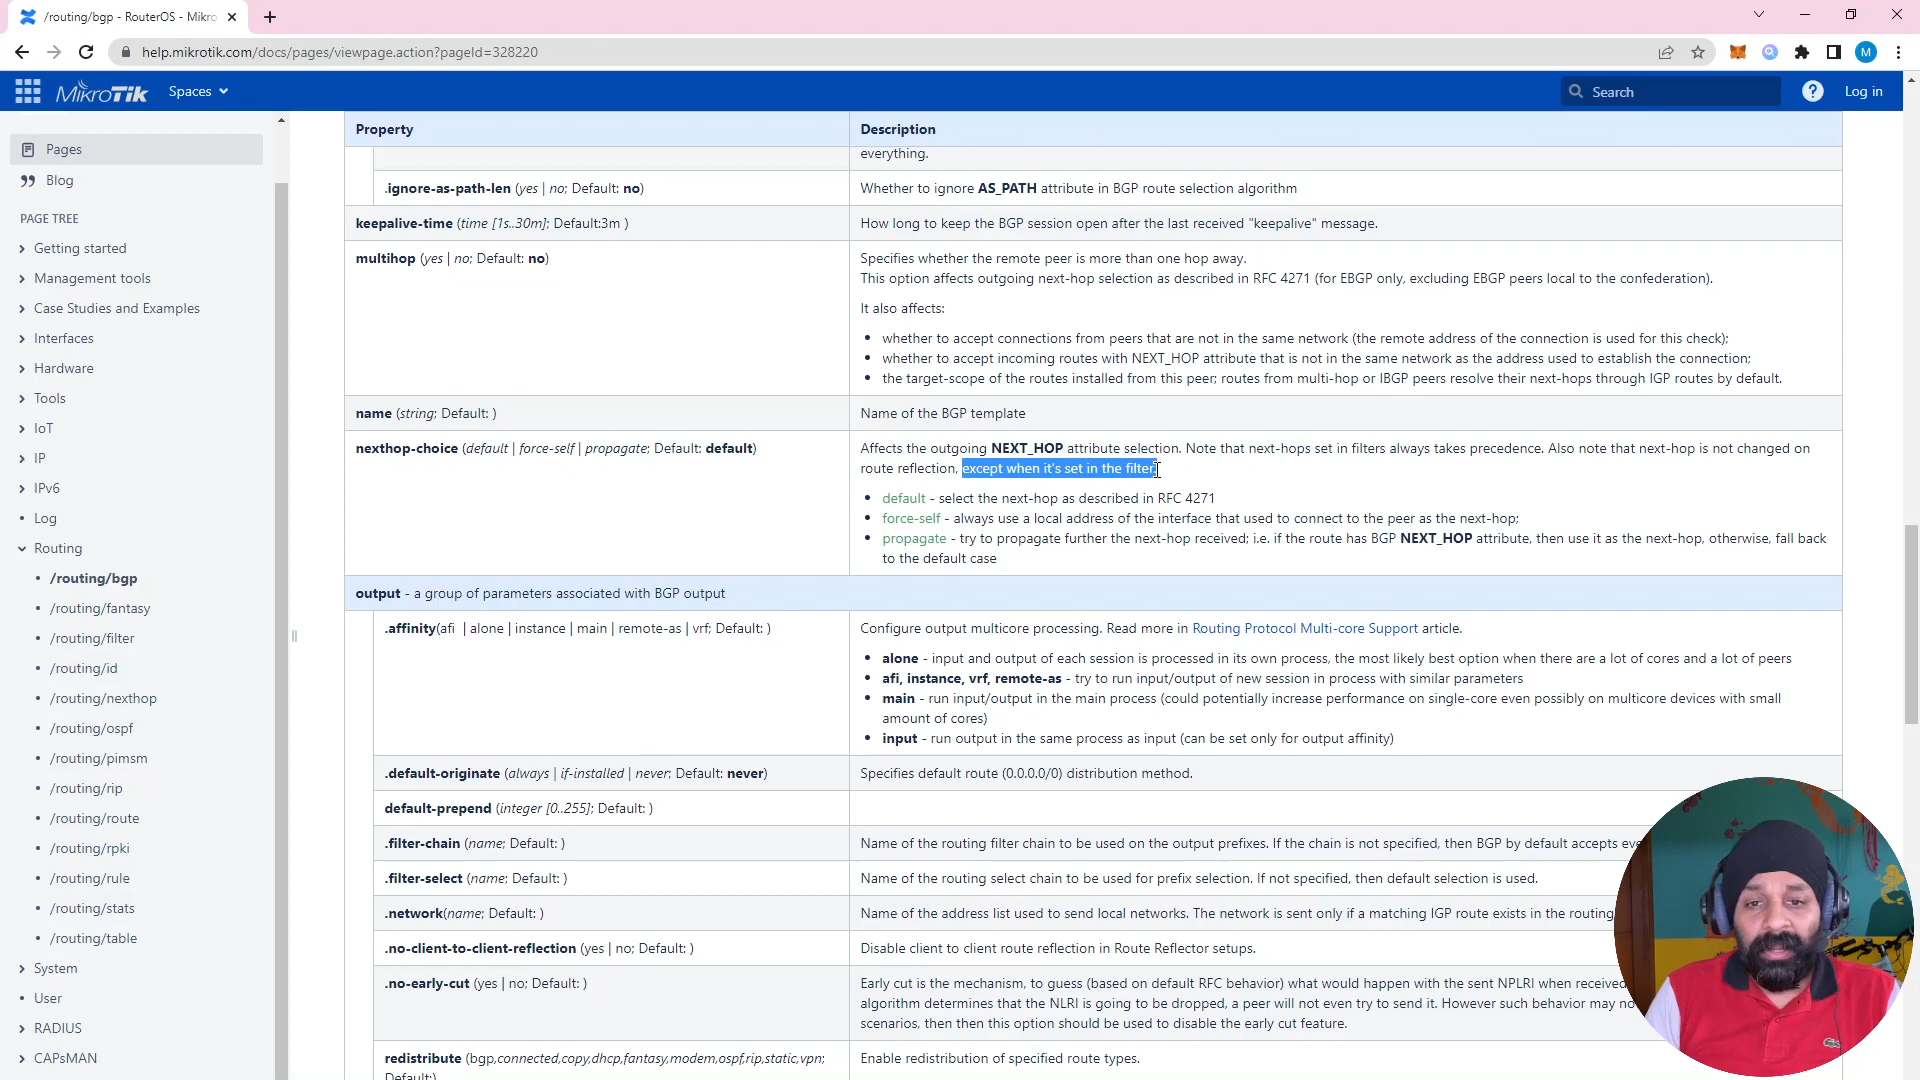 /routing/bgp - RouterOS - Mikro
help.mikrotik.com/docs/pages/viewpage.action?pageId=328220
M
MikroTik
Spaces
Search
?
Log in
Pages
Blog
PAGE TREE
Getting started
Management tools
Case Studies and Examples
Interfaces
Hardware
Tools
IoT
IP
IPv6
Log
Routing
/routing/bgp
/routing/fantasy
/routing/filter
/routing/id
/routing/nexthop
/routing/ospf
/routing/pimsm
/routing/rip
/routing/route
/routing/rpki
/routing/rule
/routing/stats
/routing/table
System
User
RADIUS
CAPsMAN
Property Description
everything.
.ignore-as-path-len (yes | no; Default: no) Whether to ignore AS_PATH attribute in BGP route selection algorithm
keepalive-time (time [1s..30m]; Default:3m ) How long to keep the BGP session open after the last received "keepalive" message.
multihop (yes | no; Default: no) Specifies whether the remote peer is more than one hop away.
This option affects outgoing next-hop selection as described in RFC 4271 (for EBGP only, excluding EBGP peers local to the confederation).
It also affects:
• whether to accept connections from peers that are not in the same network (the remote address of the connection is used for this check);
• whether to accept incoming routes with NEXT_HOP attribute that is not in the same network as the address used to establish the connection;
• the target-scope of the routes installed from this peer; routes from multi-hop or IBGP peers resolve their next-hops through IGP routes by default.
name (string; Default: ) Name of the BGP template
nexthop-choice (default | force-self | propagate; Default: default) Affects the outgoing NEXT_HOP attribute selection. Note that next-hops set in filters always takes precedence. Also note that next-hop is not changed on
route reflection, except when it's set in the filter.
• default - select the next-hop as described in RFC 4271
• force-self - always use a local address of the interface that used to connect to the peer as the next-hop;
• propagate - try to propagate further the next-hop received; i.e. if the route has BGP NEXT_HOP attribute, then use it as the next-hop, otherwise, fall back
to the default case
output - a group of parameters associated with BGP output
.affinity(afi | alone | instance | main | remote-as | vrf; Default: ) Configure output multicore processing. Read more in Routing Protocol Multi-core Support article.
• alone - input and output of each session is processed in its own process, the most likely best option when there are a lot of cores and a lot of peers
• afi, instance, vrf, remote-as - try to run input/output of new session in process with similar parameters
• main - run input/output in the main process (could potentially increase performance on single-core even possibly on multicore devices with small
amount of cores)
• input - run output in the same process as input (can be set only for output affinity)
.default-originate (always | if-installed | never; Default: never) Specifies default route (0.0.0.0/0) distribution method.
default-prepend (integer [0..255]; Default: )
.filter-chain (name; Default: ) Name of the routing filter chain to be used on the output prefixes. If the chain is not specified, then BGP by default accepts eve
.filter-select (name; Default: ) Name of the routing select chain to be used for prefix selection. If not specified, then default selection is used.
.network(name; Default: ) Name of the address list used to send local networks. The network is sent only if a matching IGP route exists in the routing
.no-client-to-client-reflection (yes | no; Default: ) Disable client to client route reflection in Route Reflector setups.
.no-early-cut (yes | no; Default: ) Early cut is the mechanism, to guess (based on default RFC behavior) what would happen with the sent NPLRI when received
algorithm determines that the NLRI is going to be dropped, a peer will not even try to send it. However such behavior may no
scenarios, then then this option should be used to disable the early cut feature.
redistribute (bgp,connected,copy,dhcp,fantasy,modem,ospf,rip,static,vpn; Enable redistribution of specified route types.
Default:)